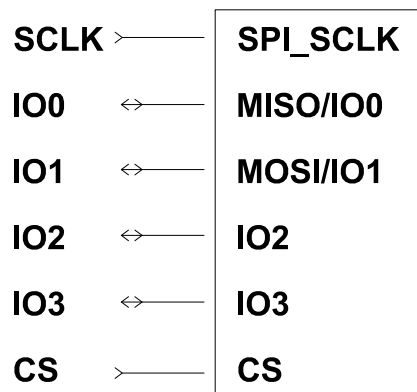 SCLK SPI_SCLK
IO0 MISO/IO0
IO1 MOSI/IO1
IO2 IO2
IO3 IO3
CS CS